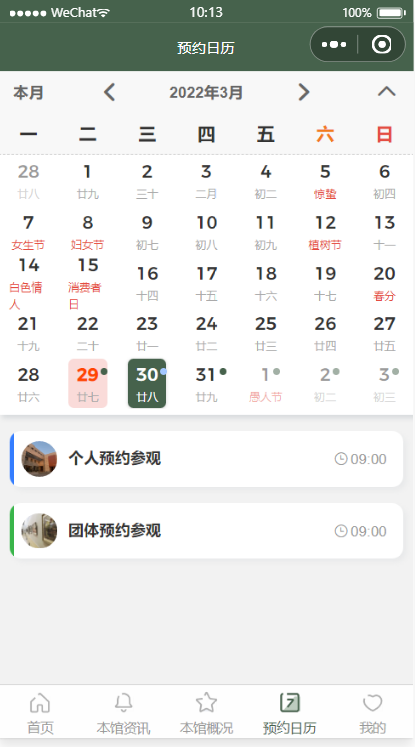 WeChat 10:13 100%
预约日历
本月 2022年3月
一 二 三 四 五 六 日
28 1 2 3 4 5 6
廿八 廿九 三十 二月 初二 惊蛰 初四
7 8 9 10 11 12 13
女生节 妇女节 初七 初八 初九 植树节 十一
14 15 16 17 18 19 20
白色情人 消费者日 十四 十五 十六 十七 春分
21 22 23 24 25 26 27
十九 二十 廿一 廿二 廿三 廿四 廿五
28 29 30 31 1 2 3
廿六 廿七 廿八 廿九 愚人节 初二 初三
个人预约参观 09:00
团体预约参观 09:00
7
首页 本馆资讯 本馆概况 预约日历 我的